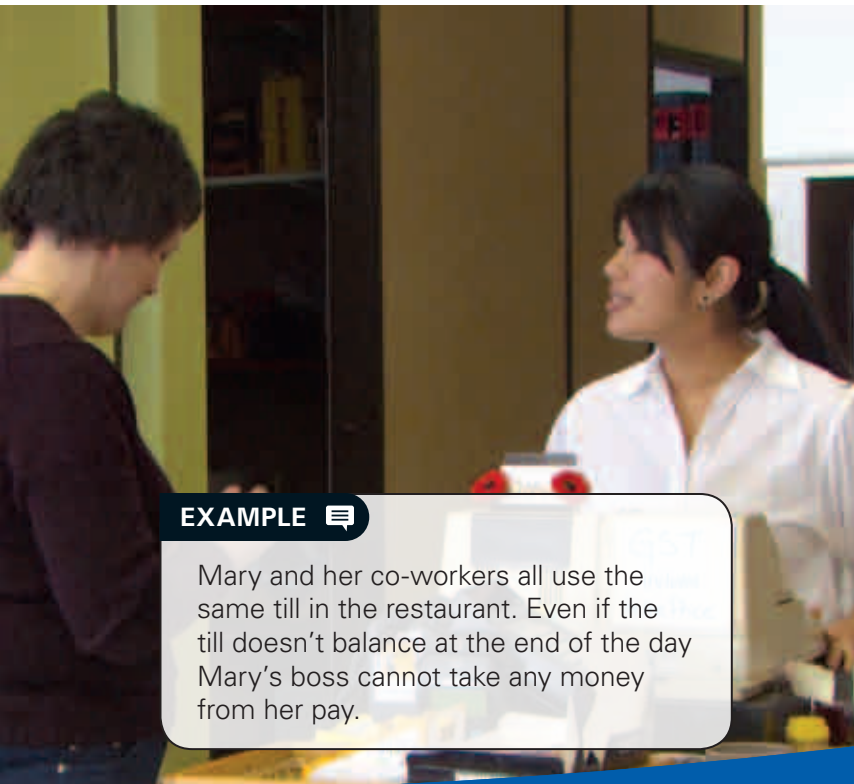 EXAMPLE
Mary and her co-workers all use the
same till in the restaurant. Even if the
till doesn’t balance at the end of the day
Mary’s boss cannot take any money
from her pay.
GST